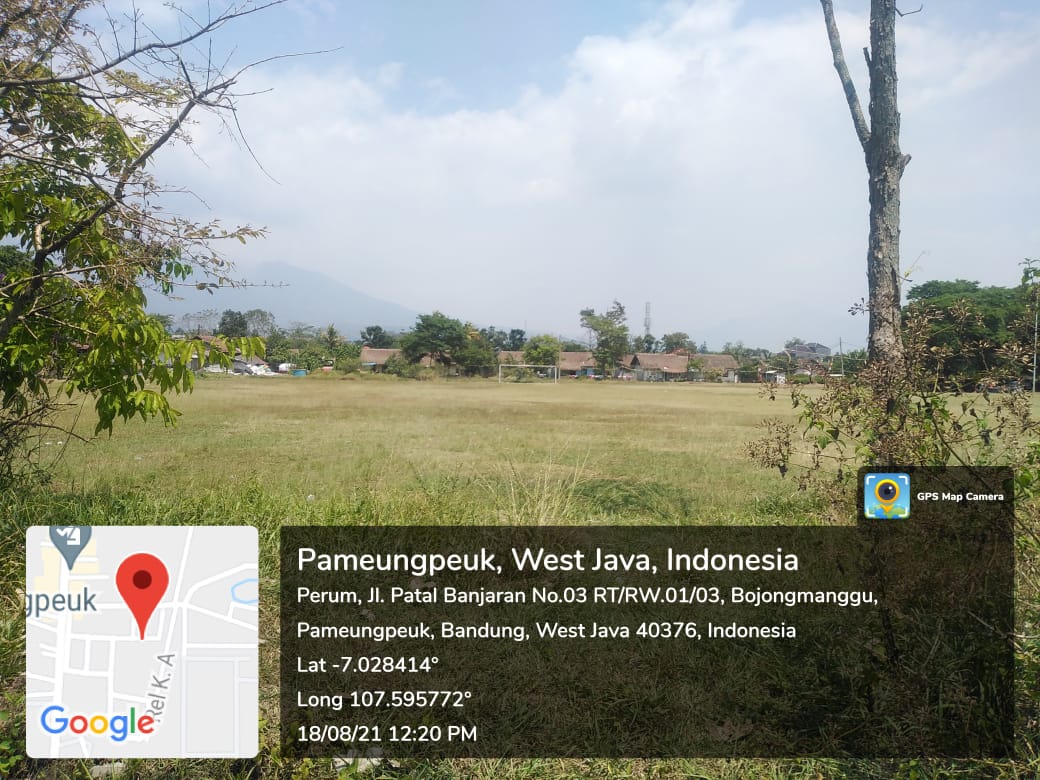 GPS Map Camera
gpeuk
Rel K. A
Google
Pameungpeuk, West Java, Indonesia
Perum, Jl. Patal Banjaran No.03 RT/RW.01/03, Bojongmanggu,
Pameungpeuk, Bandung, West Java 40376, Indonesia
Lat -7.028414°
Long 107.595772°
18/08/21 12:20 PM